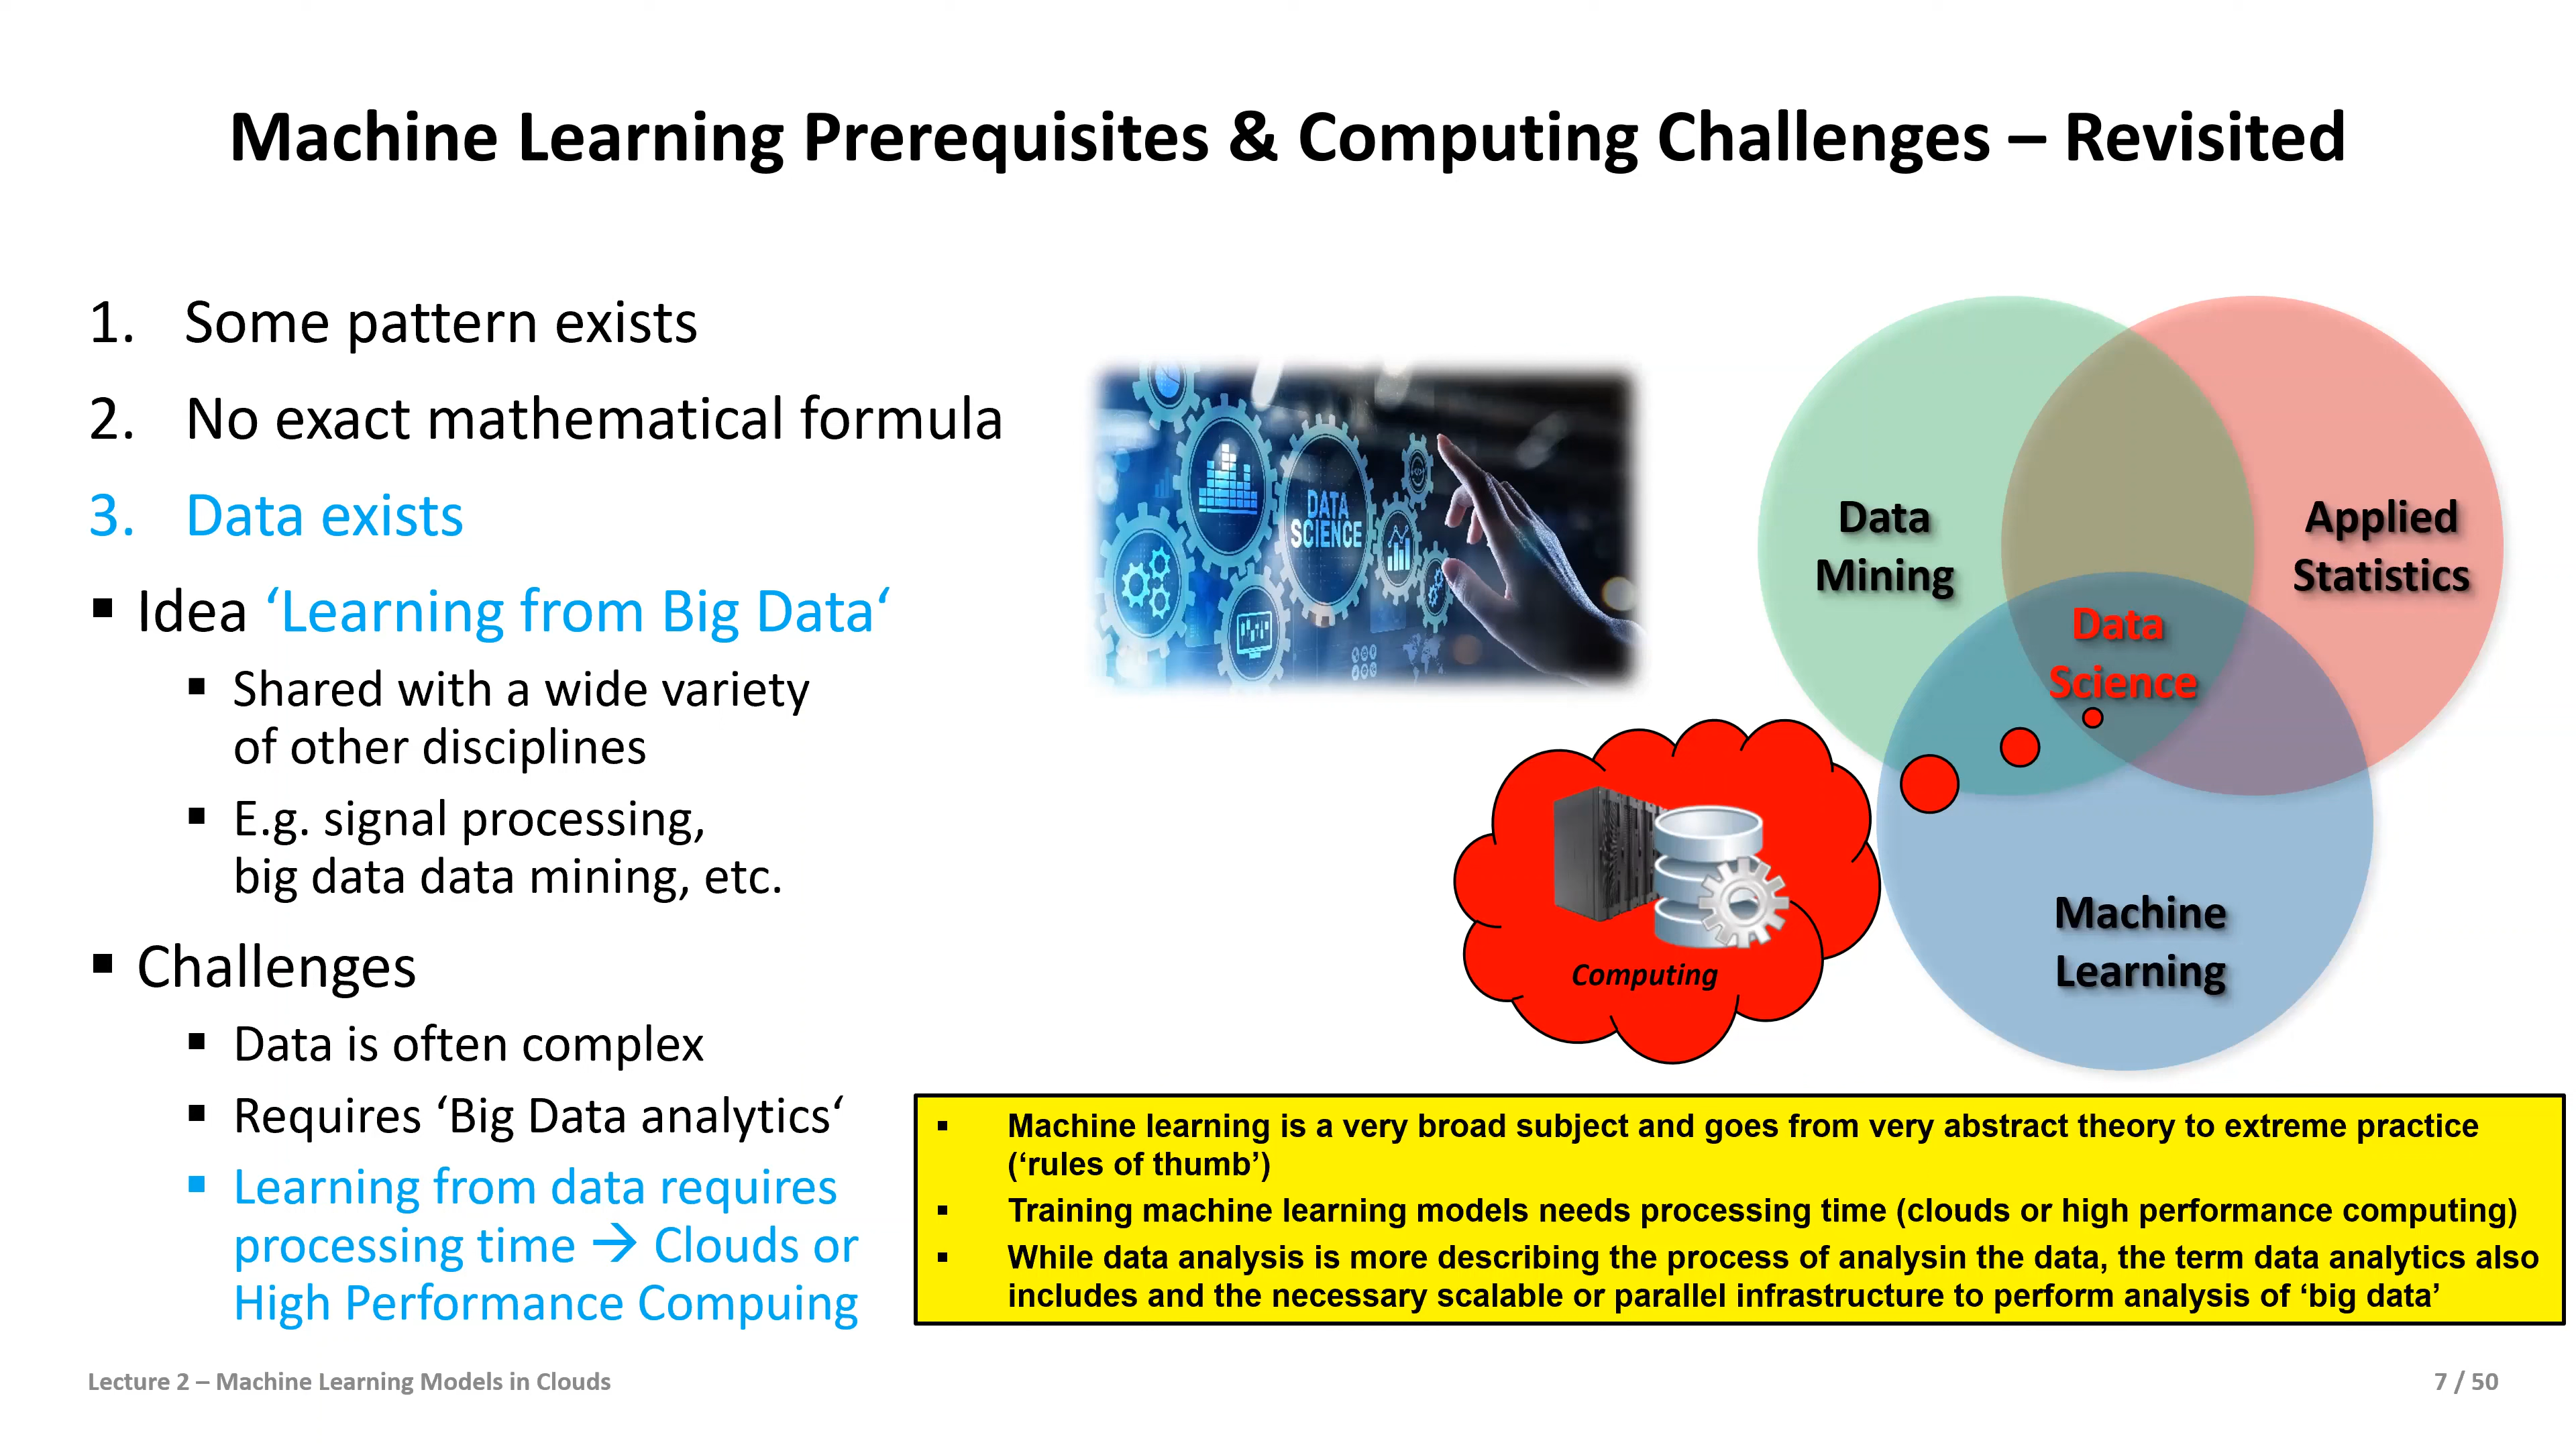 Machine Learning Prerequisites & Computing Challenges – Revisited
1. Some pattern exists
2. No exact mathematical formula
3. Data exists
▪ Idea ‘Learning from Big Data‘
▪ Shared with a wide variety
of other disciplines
▪ E.g. signal processing,
big data data mining, etc.
▪ Challenges
▪ Data is often complex
▪ Requires ‘Big Data analytics‘
▪ Learning from data requires
processing time → Clouds or
High Performance Compuing
DATA
SCIENCE
Data
Mining
Applied
Statistics
Data
Science
Machine
Learning
Computing
▪ Machine learning is a very broad subject and goes from very abstract theory to extreme practice
(‘rules of thumb’)
▪ Training machine learning models needs processing time (clouds or high performance computing)
▪ While data analysis is more describing the process of analysin the data, the term data analytics also
includes and the necessary scalable or parallel infrastructure to perform analysis of ‘big data’
Lecture 2 – Machine Learning Models in Clouds
7 / 50